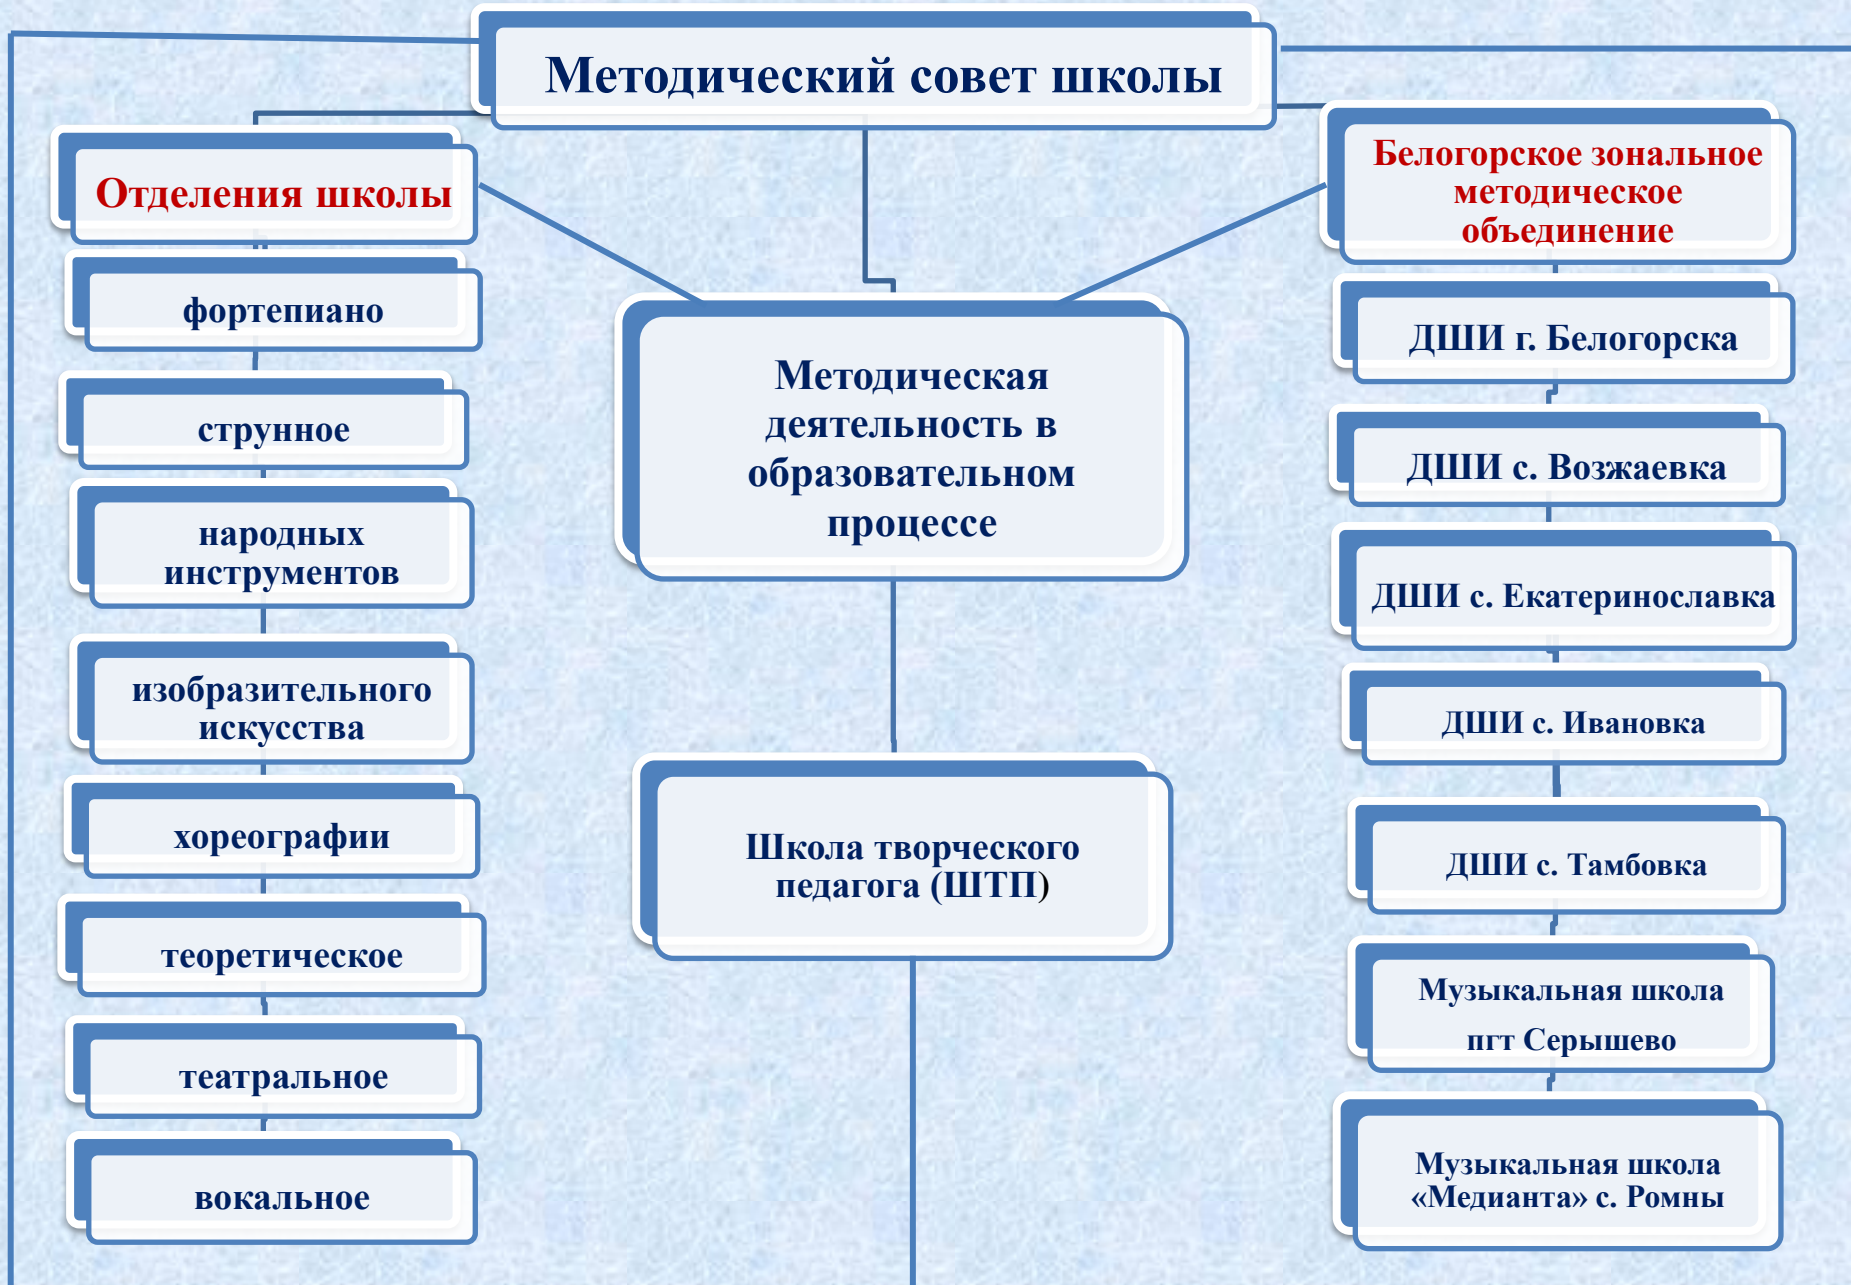 Методический совет школы
Отделения школы
фортепиано
струнное
народных
инструментов
изобразительного
искусства
хореографии
теоретическое
театральное
вокальное
Методическая
деятельность в
образовательном
процессе
Школа творческого
педагога (ШТП)
Белогорское зональное
методическое
объединение
ДШИ г. Белогорска
ДШИ с. Возжаевка
ДШИ с. Екатеринославка
ДШИ с. Ивановка
ДШИ с. Тамбовка
Музыкальная школа
пгт Серышево
Музыкальная школа
«Медианта» с. Ромны